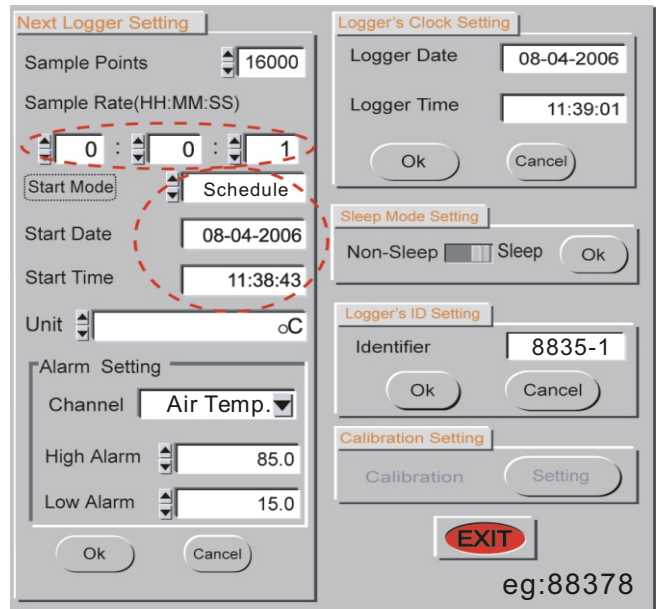 Next Logger Setting
Sample Points 16000
Sample Rate(HH:MM:SS)
0 : 0 : 1
Start Mode Schedule
Start Date 08-04-2006
Start Time 11:38:43
Unit oC
Alarm Setting
Channel Air Temp.
High Alarm 85.0
Low Alarm 15.0
Ok Cancel
Logger's Clock Setting
Logger Date 08-04-2006
Logger Time 11:39:01
Ok Cancel
Sleep Mode Setting
Non-Sleep Sleep Ok
Logger's ID Setting
Identifier 8835-1
Ok Cancel
Calibration Setting
Calibration Setting
EXIT
eg:88378